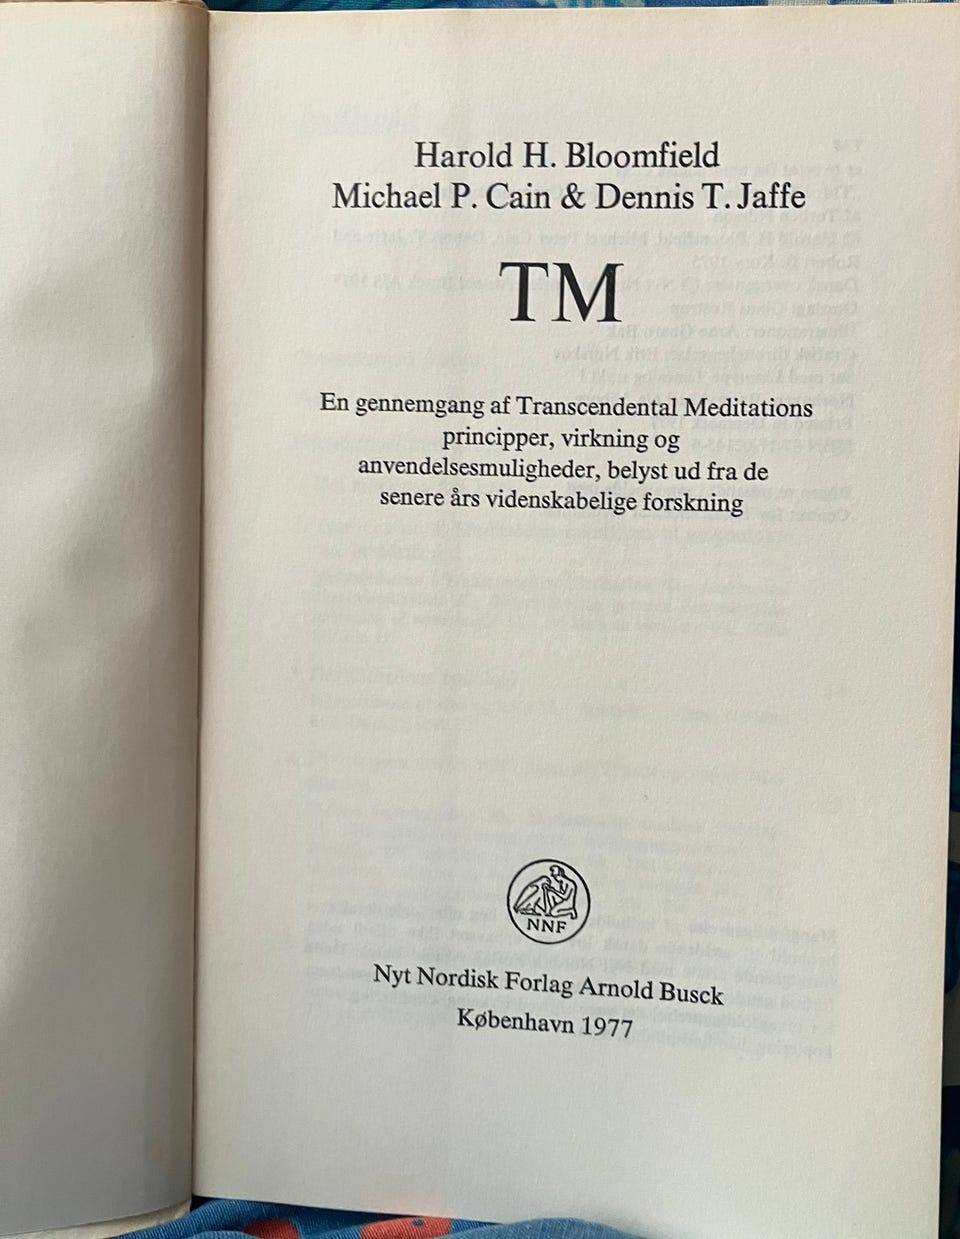 Harold H. Bloomfield
Michael P. Cain & Dennis T. Jaffe
TM
En gennemgang af Transcendental Meditations
principper, virkning og
anvendelsesmuligheder, belyst ud fra de
senere års videnskabelige forskning
NNF
Nyt Nordisk Forlag Arnold Busck
København 1977